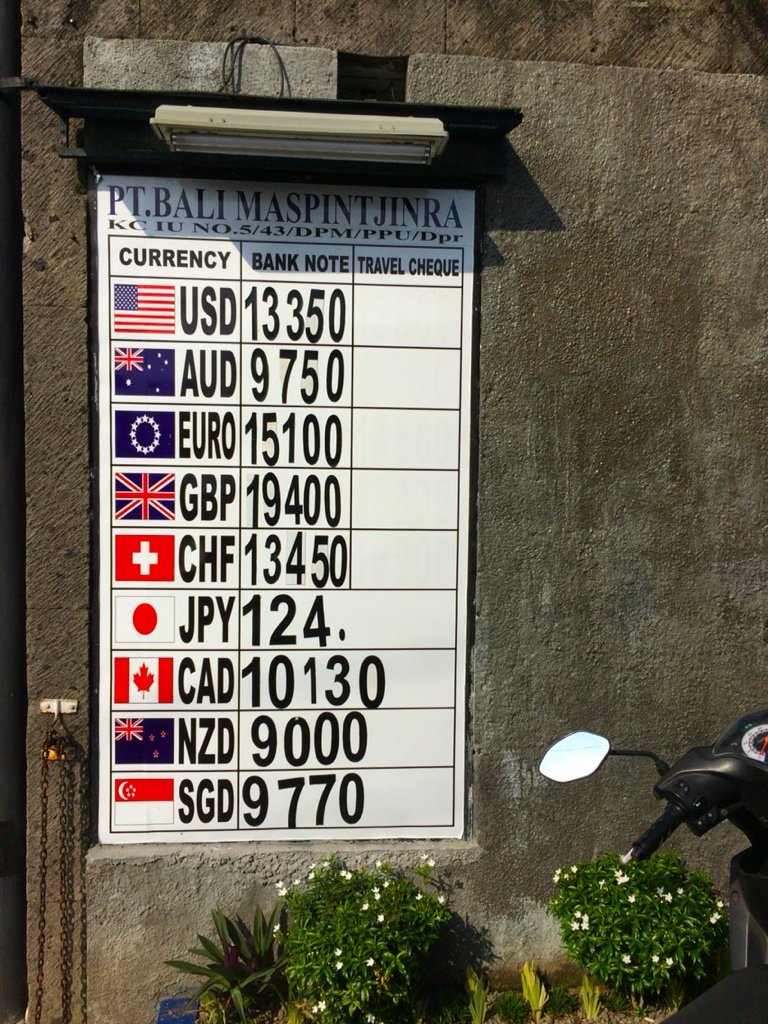 PT.BALI MASPINTJINRA
KC IU NO.5/43/DPM/PPU/Dpr
CURRENCY BANK NOTE TRAVEL CHEQUE
USD 13350
AUD 9750
EURO 15100
GBP 19400
CHF 13450
JPY 124.
CAD 10130
NZD 9000
SGD 9770